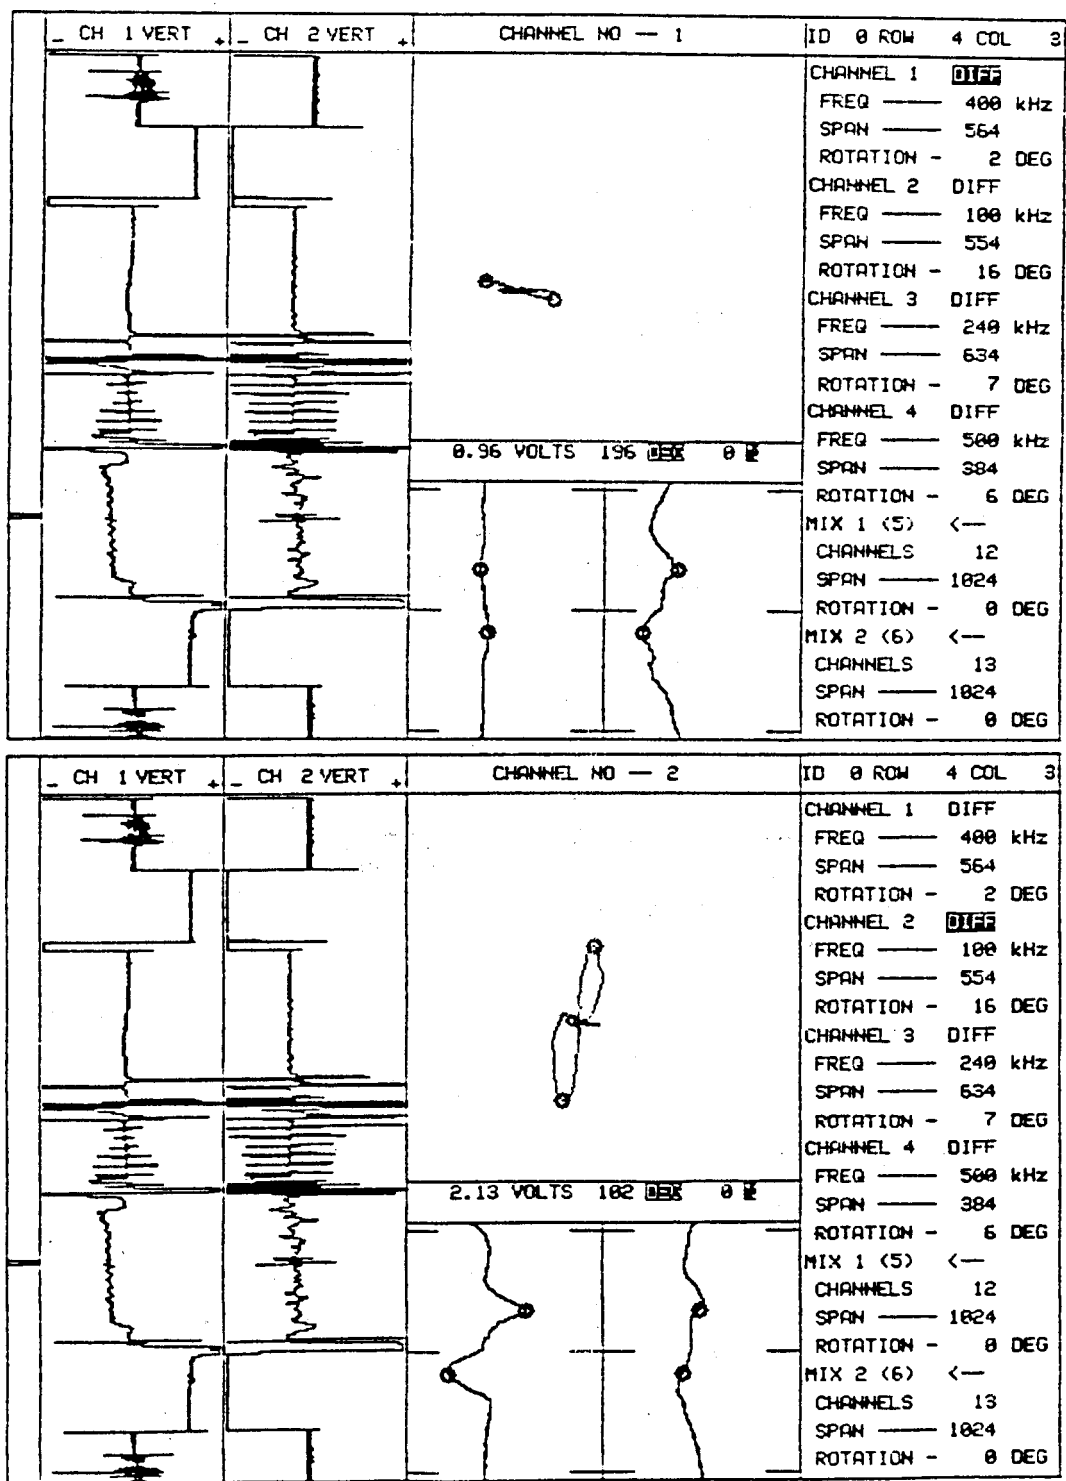 _ CH 1 VERT + _ CH 2 VERT + CHANNEL NO — 1 ID 0 ROW 4 COL 3
CHANNEL 1 DIFF
FREQ — 400 kHz
SPAN — 564
ROTATION - 2 DEG
CHANNEL 2 DIFF
FREQ — 100 kHz
SPAN — 554
ROTATION - 16 DEG
CHANNEL 3 DIFF
FREQ — 240 kHz
SPAN — 634
ROTATION - 7 DEG
CHANNEL 4 DIFF
FREQ — 500 kHz
SPAN — 384
ROTATION - 6 DEG
MIX 1 (5) <--
CHANNELS 12
SPAN — 1024
ROTATION - 0 DEG
MIX 2 (6) <--
CHANNELS 13
SPAN — 1024
ROTATION - 0 DEG
0.96 VOLTS 196 DEG 0
_ CH 1 VERT + _ CH 2 VERT + CHANNEL NO — 2 ID 0 ROW 4 COL 3
CHANNEL 1 DIFF
FREQ — 400 kHz
SPAN — 564
ROTATION - 2 DEG
CHANNEL 2 DIFF
FREQ — 100 kHz
SPAN — 554
ROTATION - 16 DEG
CHANNEL 3 DIFF
FREQ — 240 kHz
SPAN — 634
ROTATION - 7 DEG
CHANNEL 4 DIFF
FREQ — 500 kHz
SPAN — 384
ROTATION - 6 DEG
MIX 1 (5) <--
CHANNELS 12
SPAN — 1024
ROTATION - 0 DEG
MIX 2 (6) <--
CHANNELS 13
SPAN — 1024
ROTATION - 0 DEG
2.13 VOLTS 102 DEG 0